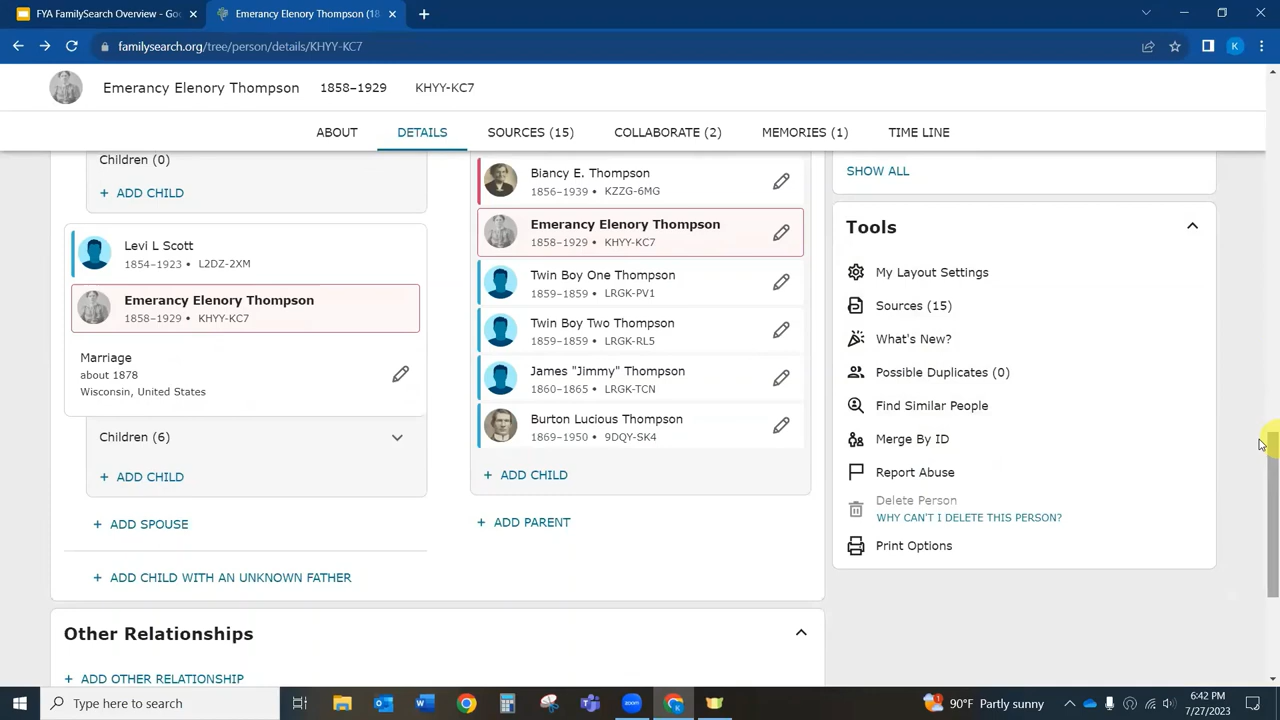 FYA FamilySearch Overview - Goo
Emerancy Elenory Thompson (18
familysearch.org/tree/person/details/KHYY-KC7
K
Emerancy Elenory Thompson 1858–1929 KHYY-KC7
ABOUT DETAILS SOURCES (15) COLLABORATE (2) MEMORIES (1) TIME LINE
Children (0)
+ ADD CHILD
Levi L Scott
1854–1923 • L2DZ-2XM
Emerancy Elenory Thompson
1858–1929 • KHYY-KC7
Marriage
about 1878
Wisconsin, United States
Children (6)
+ ADD CHILD
+ ADD SPOUSE
+ ADD CHILD WITH AN UNKNOWN FATHER
Biancy E. Thompson
1856–1939 • KZZG-6MG
Emerancy Elenory Thompson
1858–1929 • KHYY-KC7
Twin Boy One Thompson
1859–1859 • LRGK-PV1
Twin Boy Two Thompson
1859–1859 • LRGK-RL5
James "Jimmy" Thompson
1860–1865 • LRGK-TCN
Burton Lucious Thompson
1869–1950 • 9DQY-SK4
+ ADD CHILD
+ ADD PARENT
Other Relationships
+ ADD OTHER RELATIONSHIP
SHOW ALL
Tools
My Layout Settings
Sources (15)
What's New?
Possible Duplicates (0)
Find Similar People
Merge By ID
Report Abuse
Delete Person
WHY CAN'T I DELETE THIS PERSON?
Print Options
Type here to search
zoom
90°F Partly sunny
6:42 PM
7/27/2023